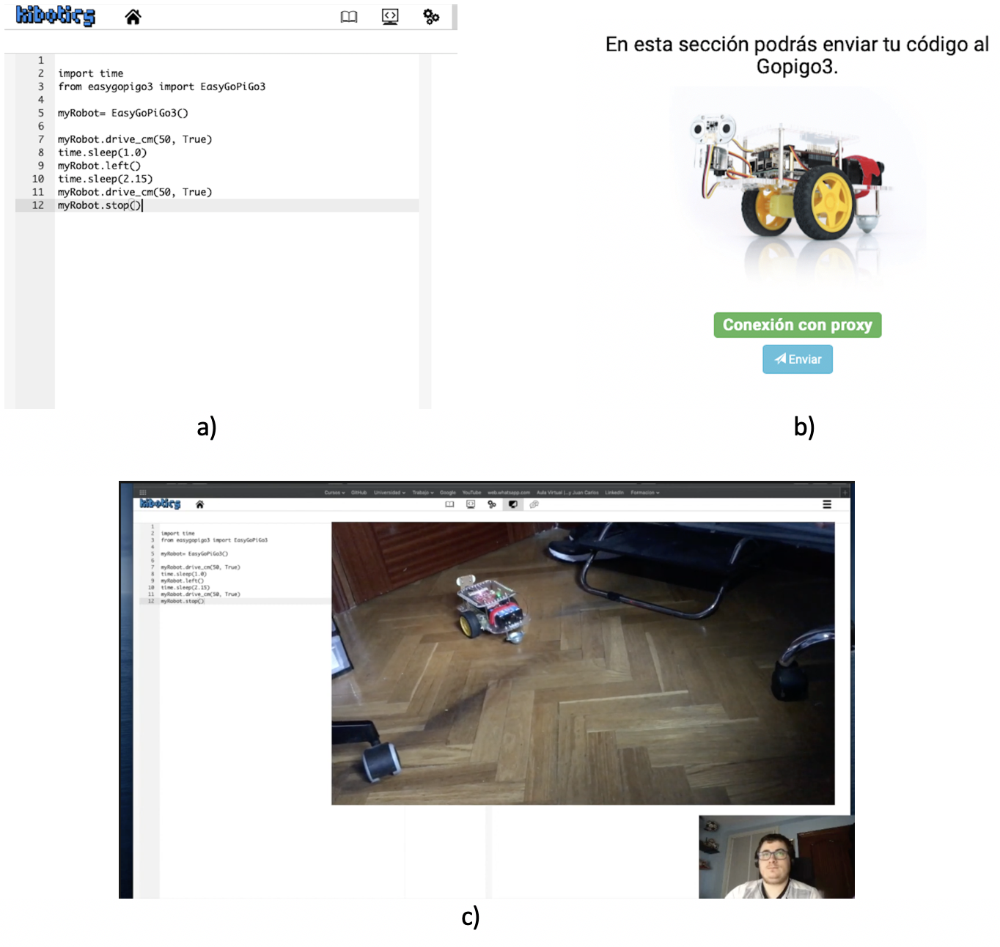 kibotics
1
2 import time
3 from easygopigo3 import EasyGoPiGo3
4
5 myRobot= EasyGoPiGo3()
6
7 myRobot.drive_cm(50, True)
8 time.sleep(1.0)
9 myRobot.left()
10 time.sleep(2.15)
11 myRobot.drive_cm(50, True)
12 myRobot.stop()
a)
En esta sección podrás enviar tu código al
Gopigo3.
Conexión con proxy
Enviar
b)
Cursos GitHub Universidad Trabajo Google YouTube web.whatsapp.com Aula Virtual (...y Juan Carlos LinkedIn Formacion
kibotics
1
2 import time
3 from easygopigo3 import EasyGoPiGo3
4
5 myRobot= EasyGoPiGo3()
6
7 myRobot.drive_cm(50, True)
8 time.sleep(1.0)
9 myRobot.left()
10 time.sleep(2.15)
11 myRobot.drive_cm(50, True)
12 myRobot.stop()
c)